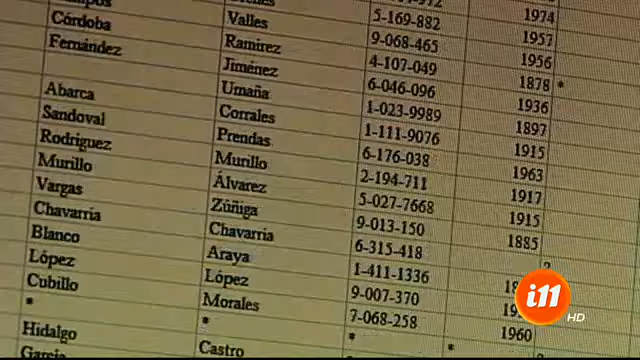 1974
5-169-882 1957
Valles 9-068-465 1956
Córdoba Ramirez 4-107-049 1878 *
Fernández Jiménez 6-046-096 1936
Umaña 1-023-9989 1897
Abarca Corrales 1-111-9076 1915
Sandoval Prendas 6-176-038 1963
Rodriguez Murillo 2-194-711 1917
Murillo Álvarez 5-027-7668 1915
Vargas Zúñiga 9-013-150 1885
Chavarria Chavarria 6-315-418
Blanco Araya 1-411-1336
López López 9-007-370
Cubillo Morales 7-068-258 1960
* * * *
Hidalgo Castro
Garcia
i11 HD